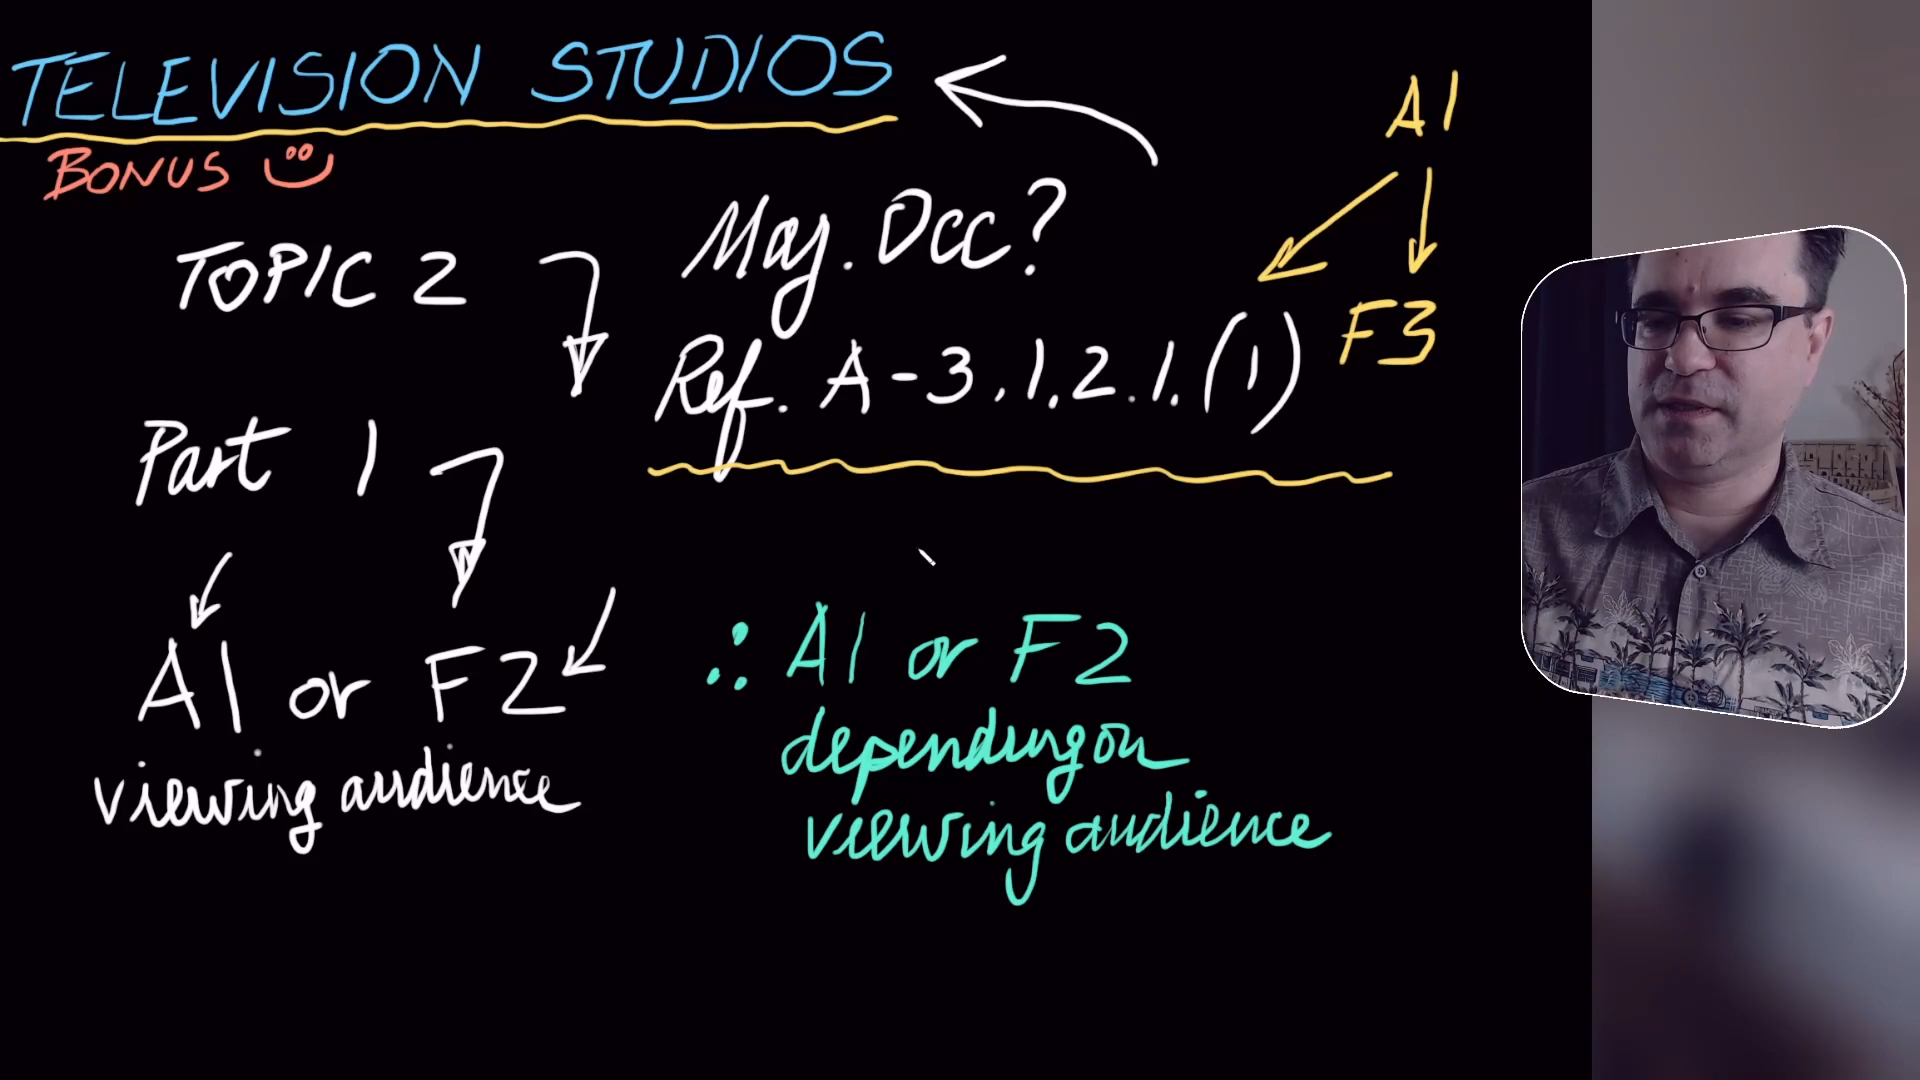 TELEVISION STUDIOS
BONUS
TOPIC 2
Part 1
A1 or F2
viewing audience
Maj. Occ?
Ref. A-3.1.2.1.(1)
A1
F3
∴ A1 or F2
depending on
viewing audience